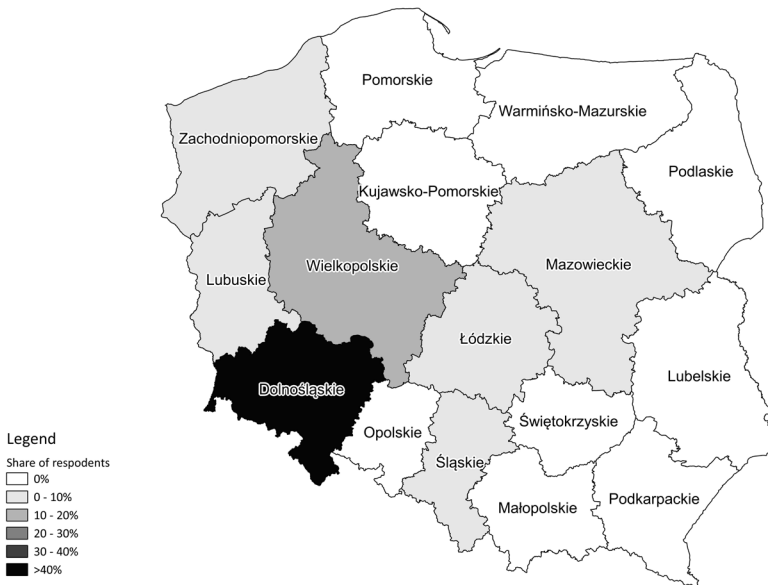 Pomorskie
Warmińsko-Mazurskie
Zachodniopomorskie
Podlaskie
Kujawsko-Pomorskie
Wielkopolskie
Mazowieckie
Lubuskie
Łódzkie
Lubelskie
Dolnośląskie
Świętokrzyskie
Opolskie
Śląskie
Podkarpackie
Małopolskie
Legend
Share of respodents
0%
0 - 10%
10 - 20%
20 - 30%
30 - 40%
>40%